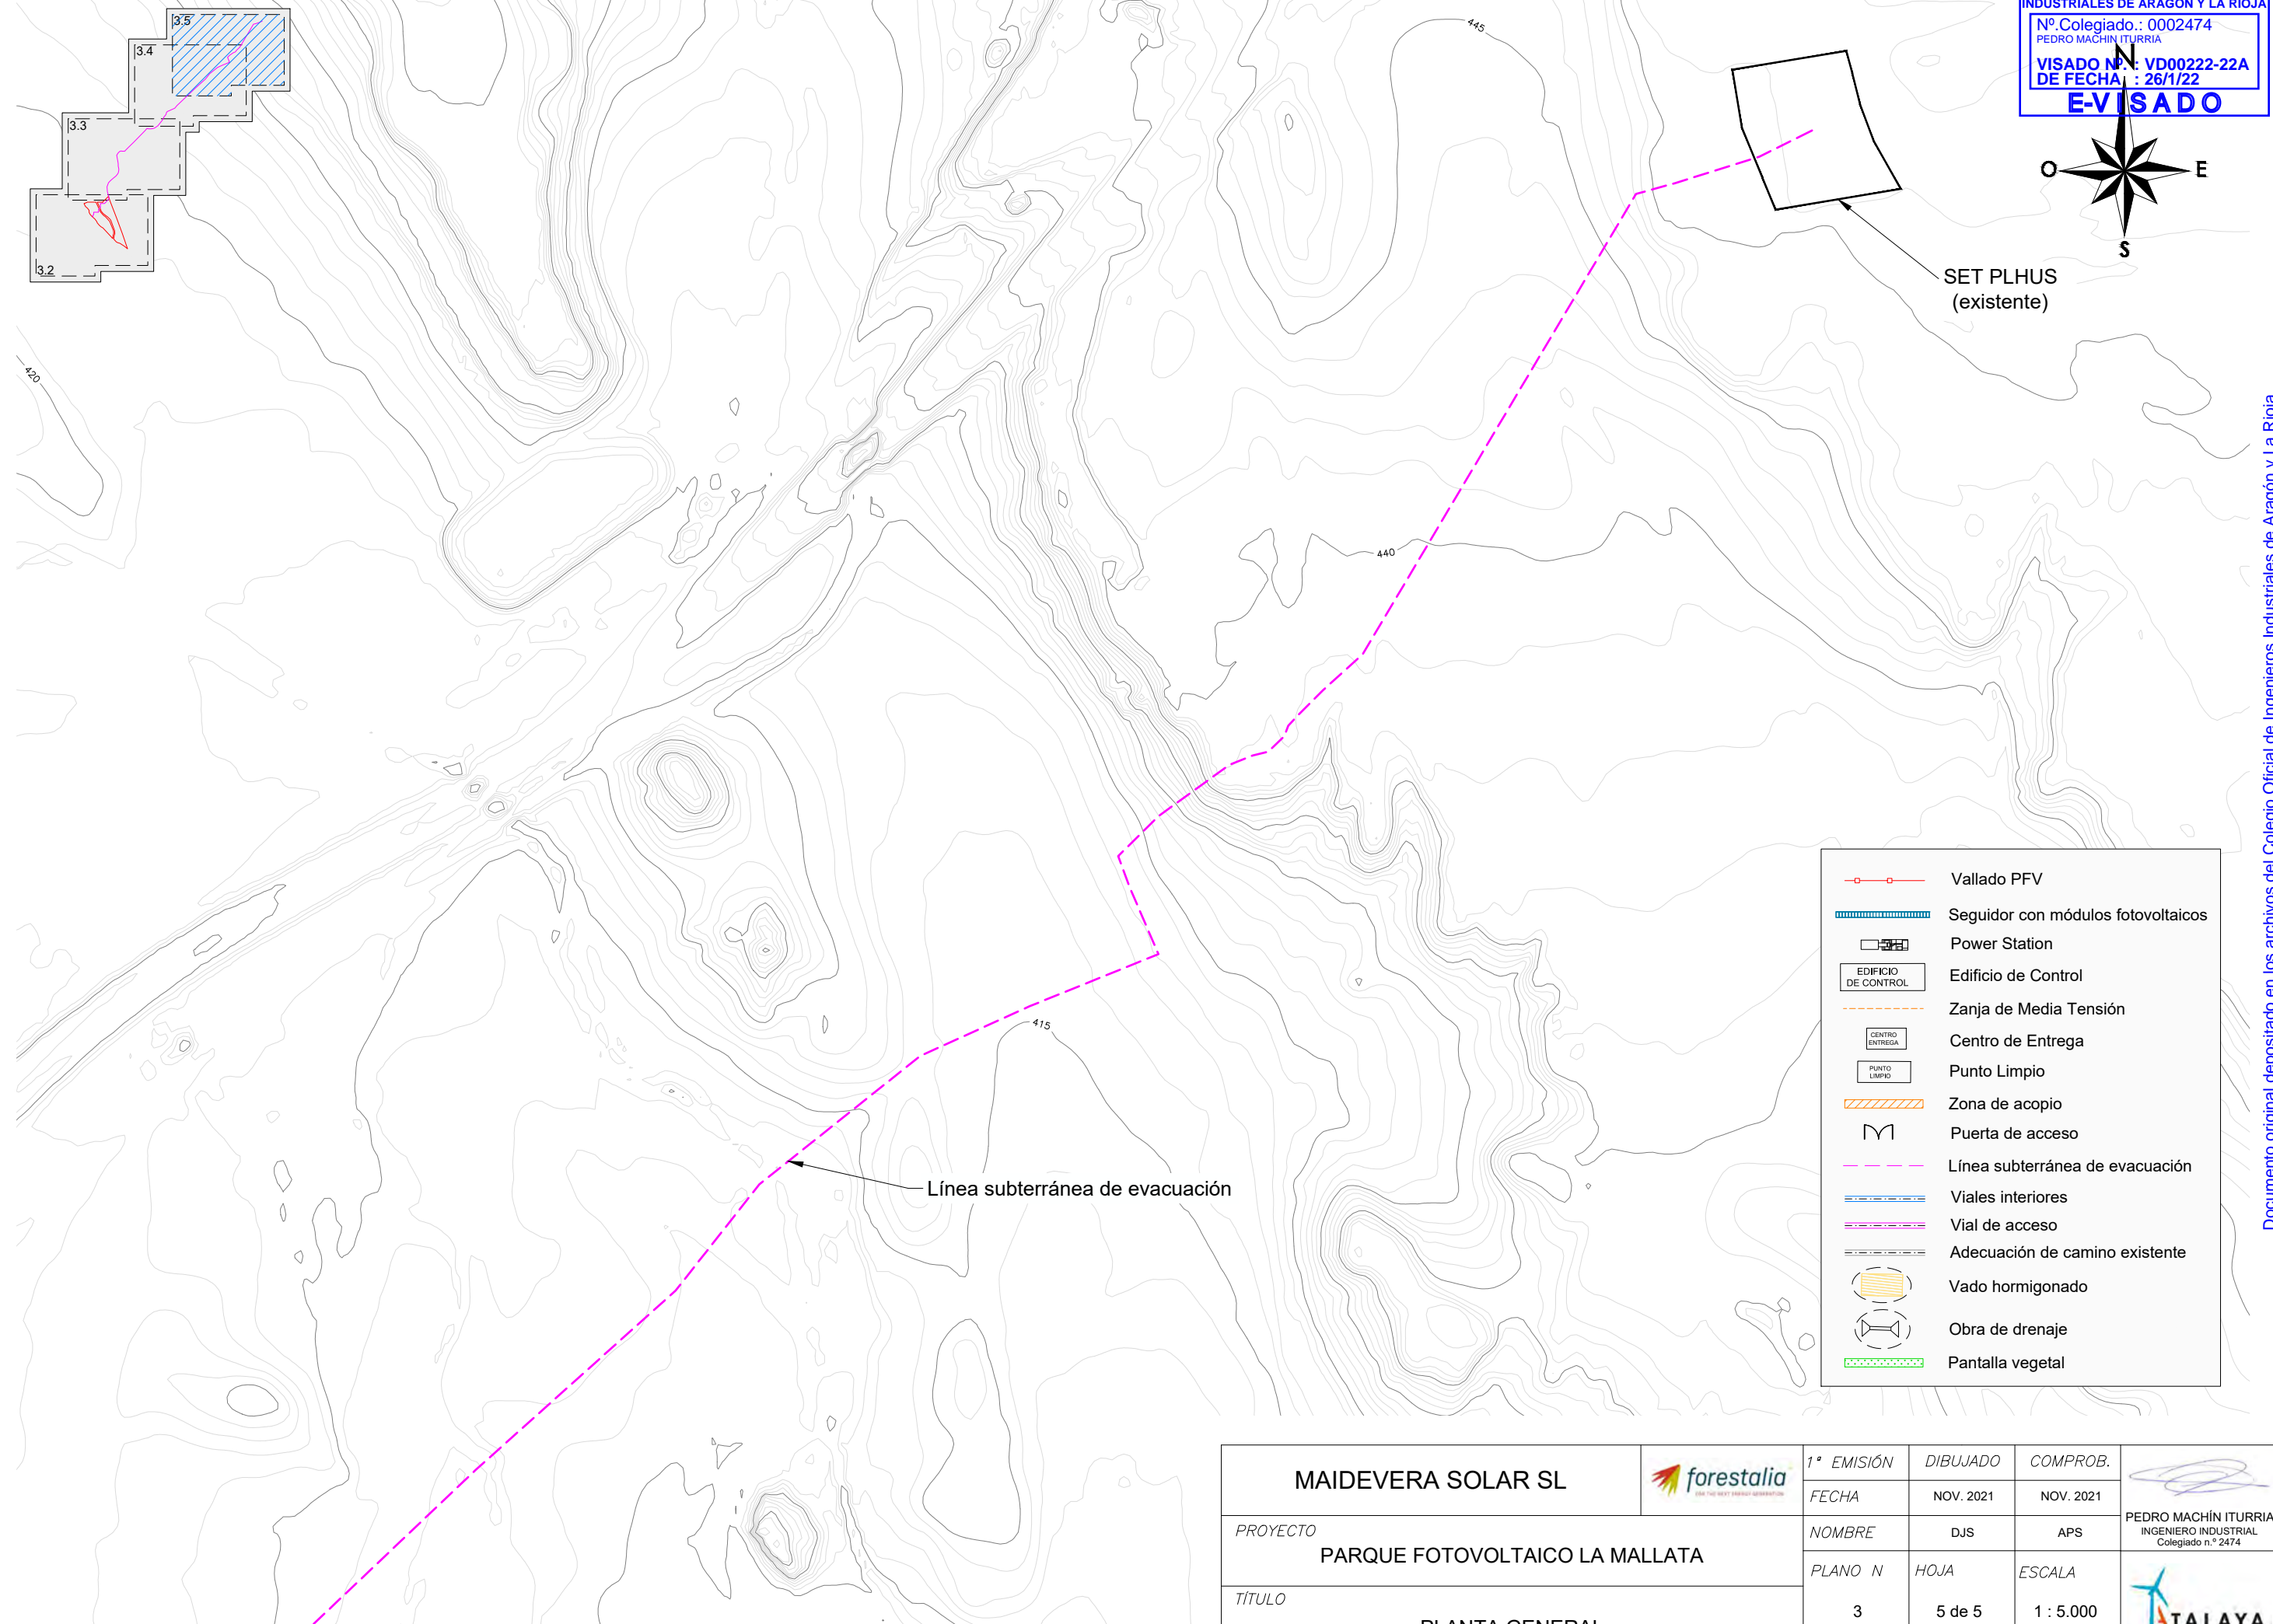 3.5
3.4
3.3
3.2
445
420
440
415
INDUSTRIALES DE ARAGÓN Y LA RIOJA
Nº.Colegiado.: 0002474
PEDRO MACHIN ITURRIA
VISADO Nº. : VD00222-22A
DE FECHA : 26/1/22
E-VISADO
N
O
E
S
SET PLHUS
(existente)
Línea subterránea de evacuación
Documento original depositado en los archivos del Colegio Oficial de Ingenieros Industriales de Aragón y La Rioja
Vallado PFV
Seguidor con módulos fotovoltaicos
Power Station
EDIFICIO
DE CONTROL
Edificio de Control
Zanja de Media Tensión
CENTRO
ENTREGA
Centro de Entrega
PUNTO
LIMPIO
Punto Limpio
Zona de acopio
Puerta de acceso
Línea subterránea de evacuación
Viales interiores
Vial de acceso
Adecuación de camino existente
Vado hormigonado
Obra de drenaje
Pantalla vegetal
MAIDEVERA SOLAR SL
forestalia
1ª EMISIÓN
DIBUJADO
COMPROB.
FECHA
NOV. 2021
NOV. 2021
NOMBRE
DJS
APS
PEDRO MACHÍN ITURRIA
INGENIERO INDUSTRIAL
Colegiado n.º 2474
PROYECTO
PARQUE FOTOVOLTAICO LA MALLATA
PLANO N
3
HOJA
5 de 5
ESCALA
1 : 5.000
TÍTULO
PLANTA GENERAL
ATALAYA